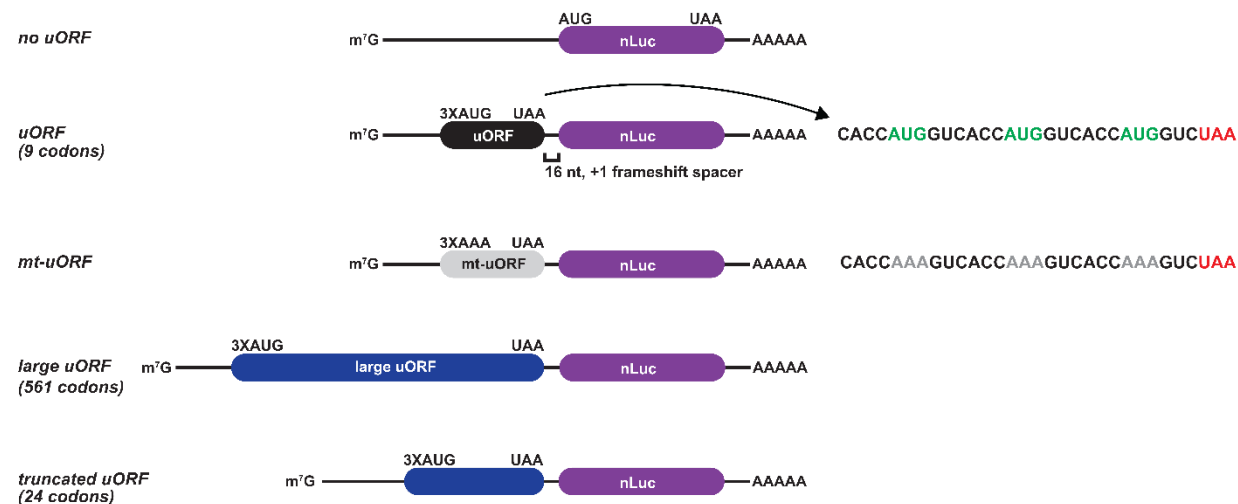 AUG UAA
no uORF m⁷G nLuc AAAAA
3XAUG UAA
uORF m⁷G uORF nLuc AAAAA CACCAUGGUCACCAUGGUCACCAUGGUCUAA
(9 codons)
16 nt, +1 frameshift spacer
3XAAA UAA
mt-uORF m⁷G mt-uORF nLuc AAAAA CACCAAAGUCACCAAAGUCACCAAAGUCUAA
3XAUG UAA
large uORF m⁷G large uORF nLuc AAAAA
(561 codons)
3XAUG UAA
truncated uORF m⁷G nLuc AAAAA
(24 codons)